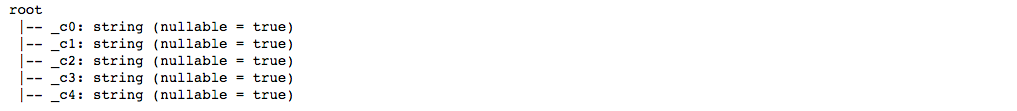 root
 |-- _c0: string (nullable = true)
 |-- _c1: string (nullable = true)
 |-- _c2: string (nullable = true)
 |-- _c3: string (nullable = true)
 |-- _c4: string (nullable = true)